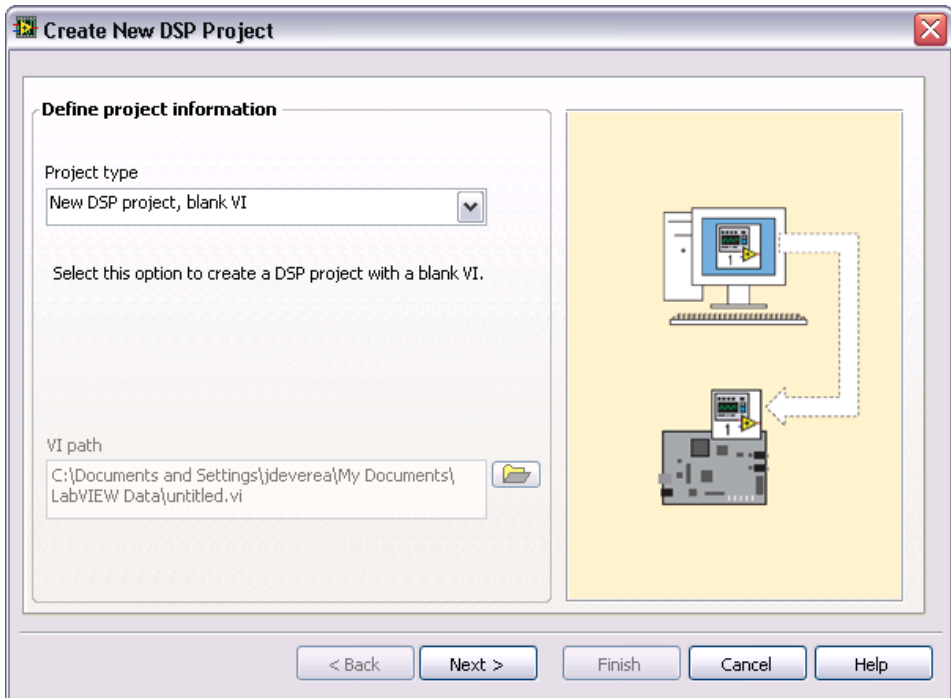 Create New DSP Project
Define project information
Project type
New DSP project, blank VI
Select this option to create a DSP project with a blank VI.
VI path
C:\Documents and Settings\jdeverea\My Documents\
LabVIEW Data\untitled.vi
1
1
< Back
Next >
Finish
Cancel
Help